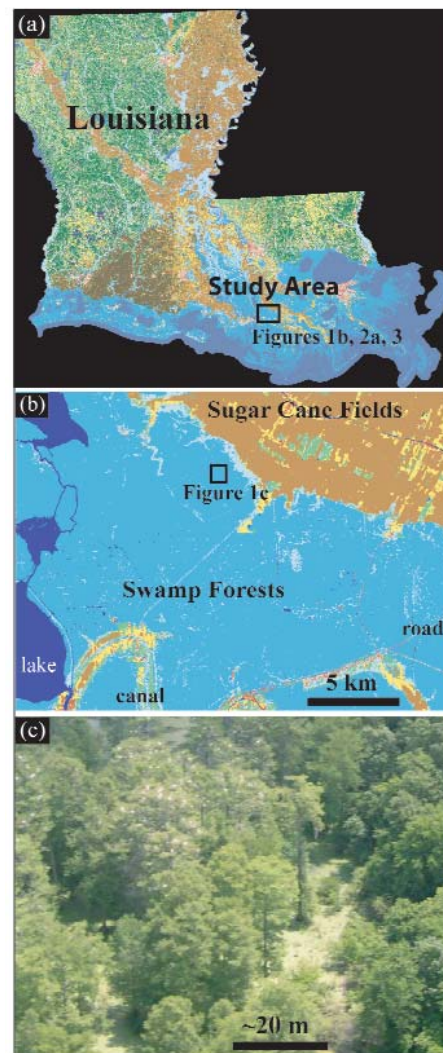 (a)
Louisiana
Study Area
Figures 1b, 2a, 3
(b)
Sugar Cane Fields
Figure 1c
Swamp Forests
lake
road
canal
5 km
(c)
~20 m